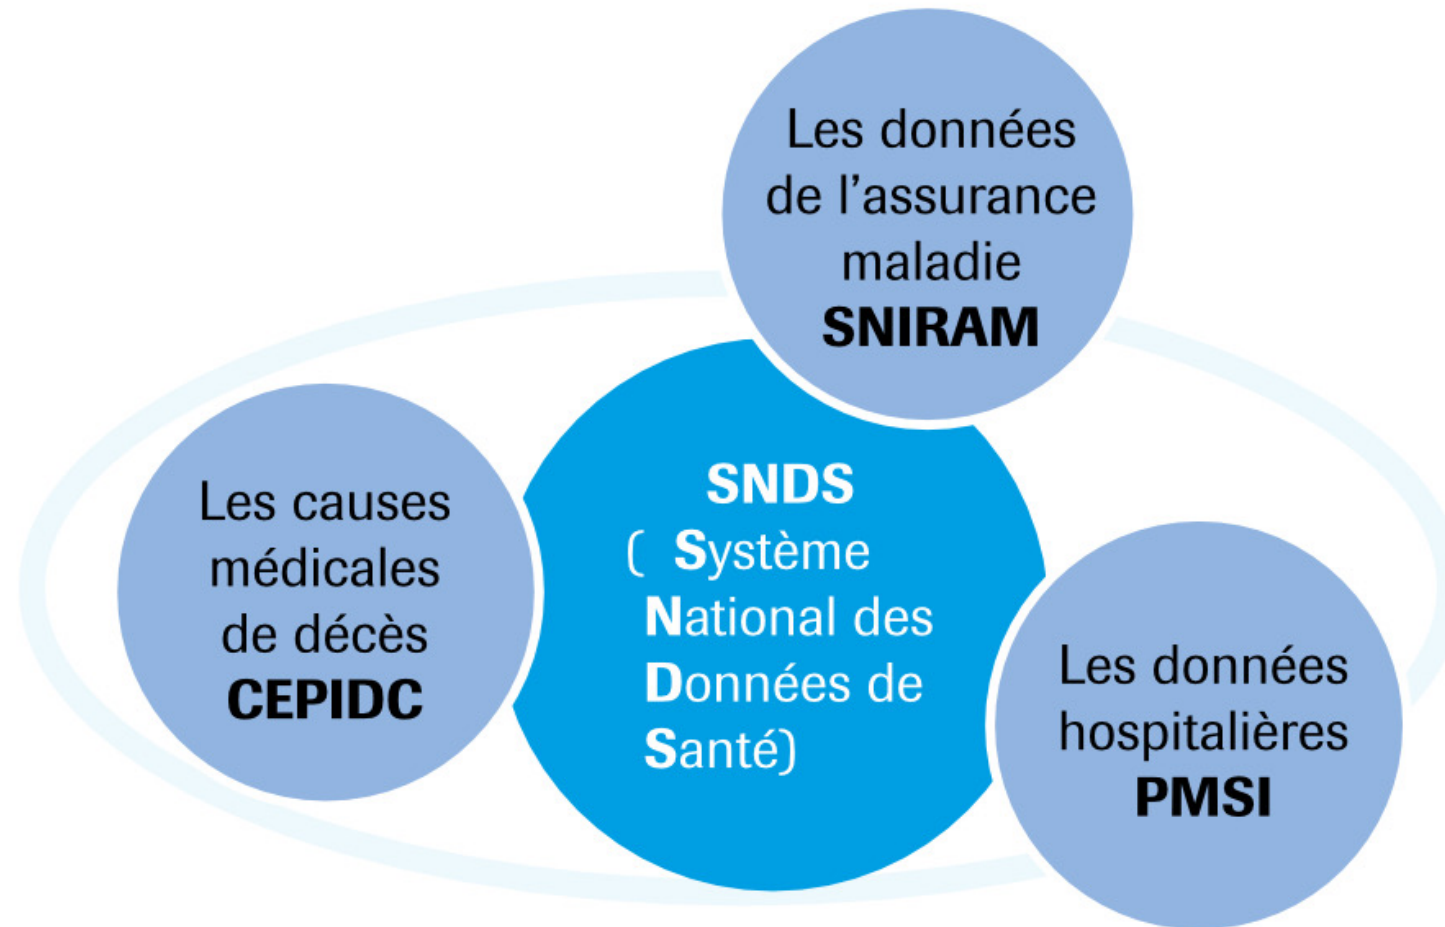 Les données
de l’assurance
maladie
SNIRAM
Les causes
médicales
de décès
CEPIDC
SNDS
( Système
National des
Données de
Santé)
Les données
hospitalières
PMSI